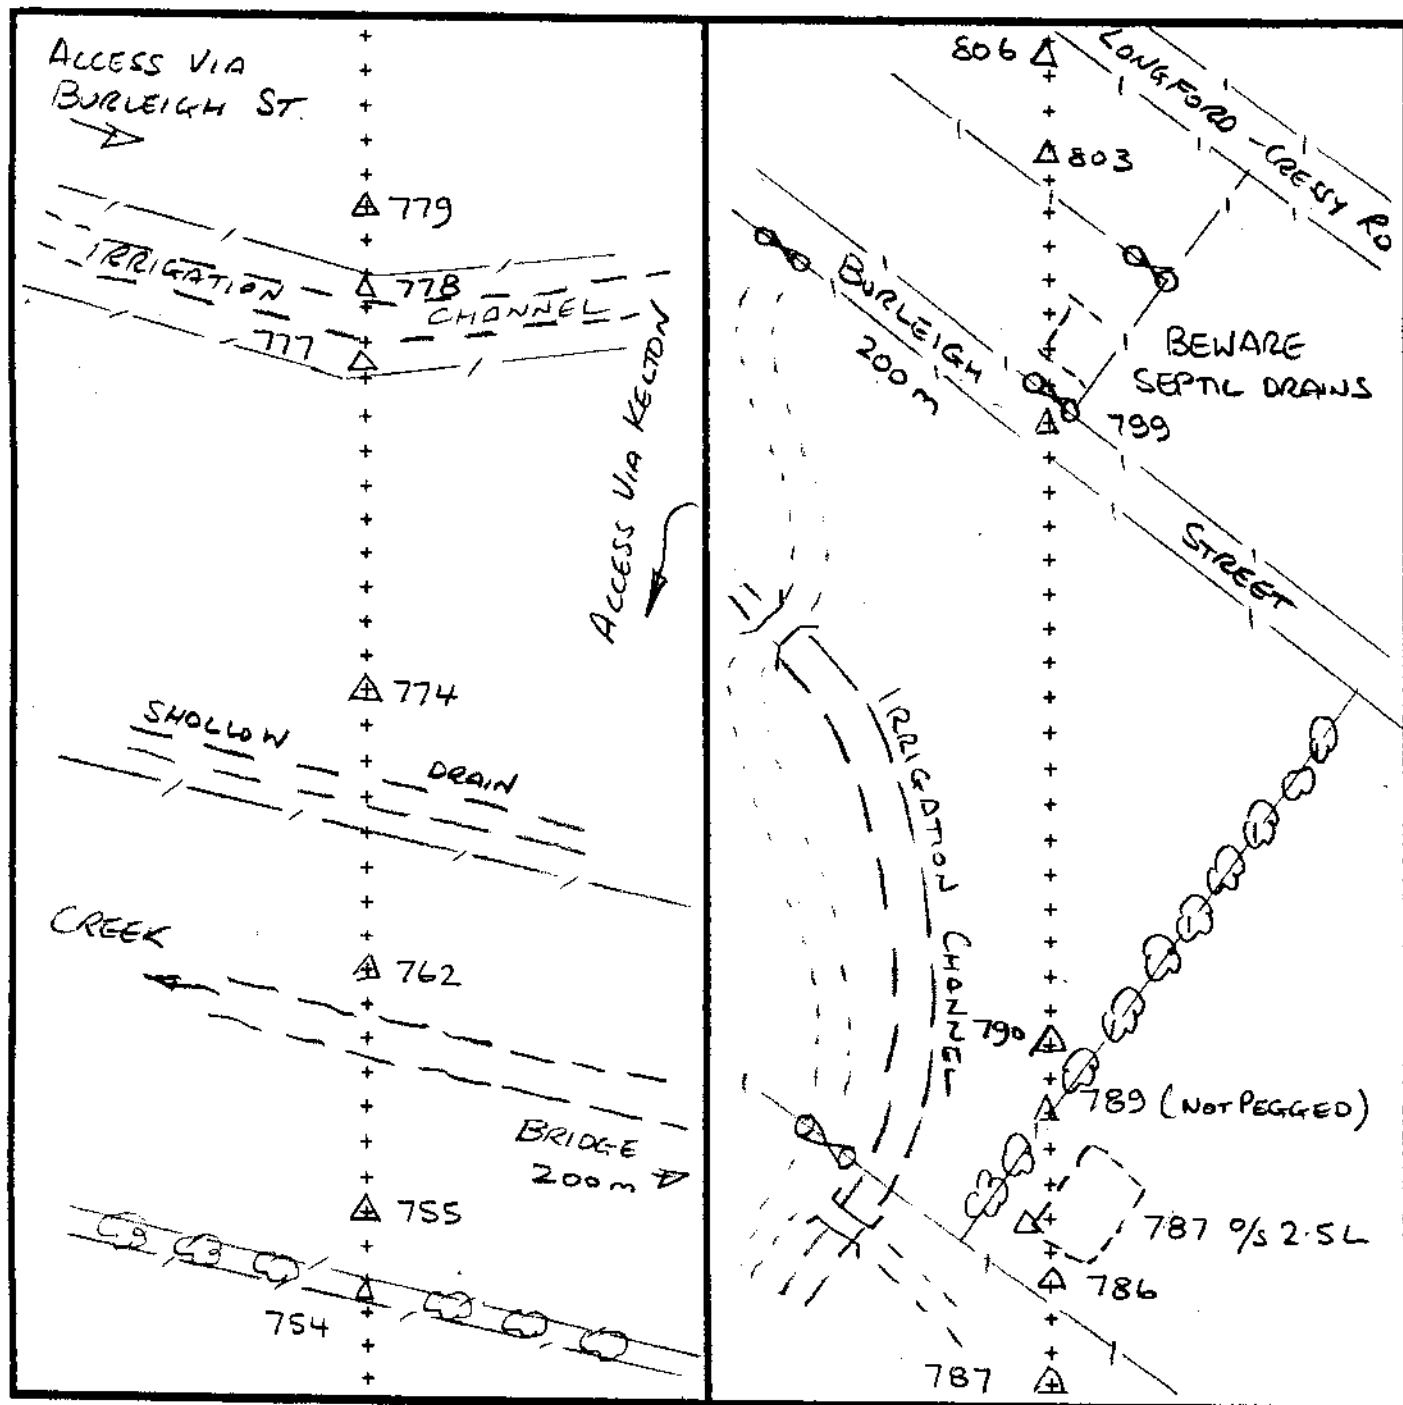 ACCESS VIA
BURLEIGH ST.
779
IRRIGATION
778
CHANNEL
777
ACCESS VIA KELTON
774
SHOLLOW
DRAIN
CREEK
762
BRIDGE
200m
755
754
806
LONGFORD-CRESSY RD
803
BURLEIGH
200m
BEWARE
SEPTIL DRAINS
799
STREET
IRRIGATION CHANNEL
790
789 (NOT PEGGED)
787 o/s 2.5L
786
787